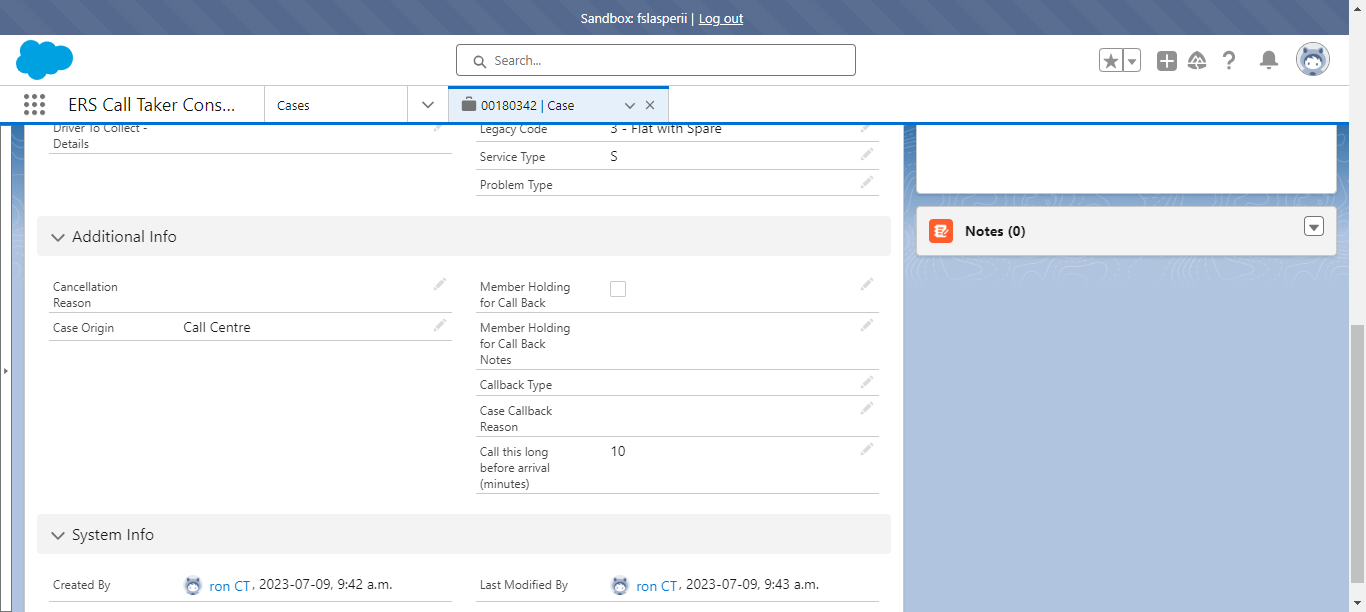 Sandbox: fslasperii | Log out
Search...
ERS Call Taker Cons...
Cases
00180342 | Case
Driver To Collect -
Details
Legacy Code
3 - Flat with Spare
Service Type
S
Problem Type
Additional Info
Cancellation
Reason
Case Origin
Call Centre
Member Holding
for Call Back
Member Holding
for Call Back
Notes
Callback Type
Case Callback
Reason
Call this long
before arrival
(minutes)
10
System Info
Created By
ron CT, 2023-07-09, 9:42 a.m.
Last Modified By
ron CT, 2023-07-09, 9:43 a.m.
Notes (0)